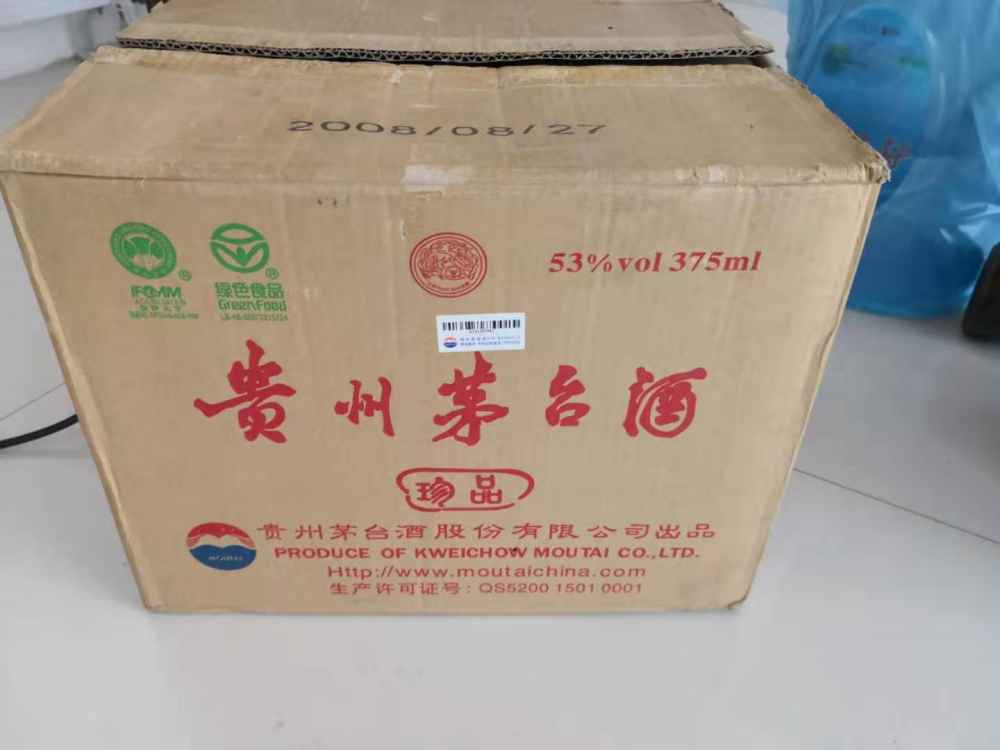 2008/08/27
IFOAM
绿色食品
GreenFood
53%vol 375ml
贵州茅台酒
珍品
贵州茅台酒股份有限公司出品
PRODUCE OF KWEICHOW MOUTAI CO.,LTD.
Http://www.moutaichina.com
生产许可证号: QS5200 1501 0001